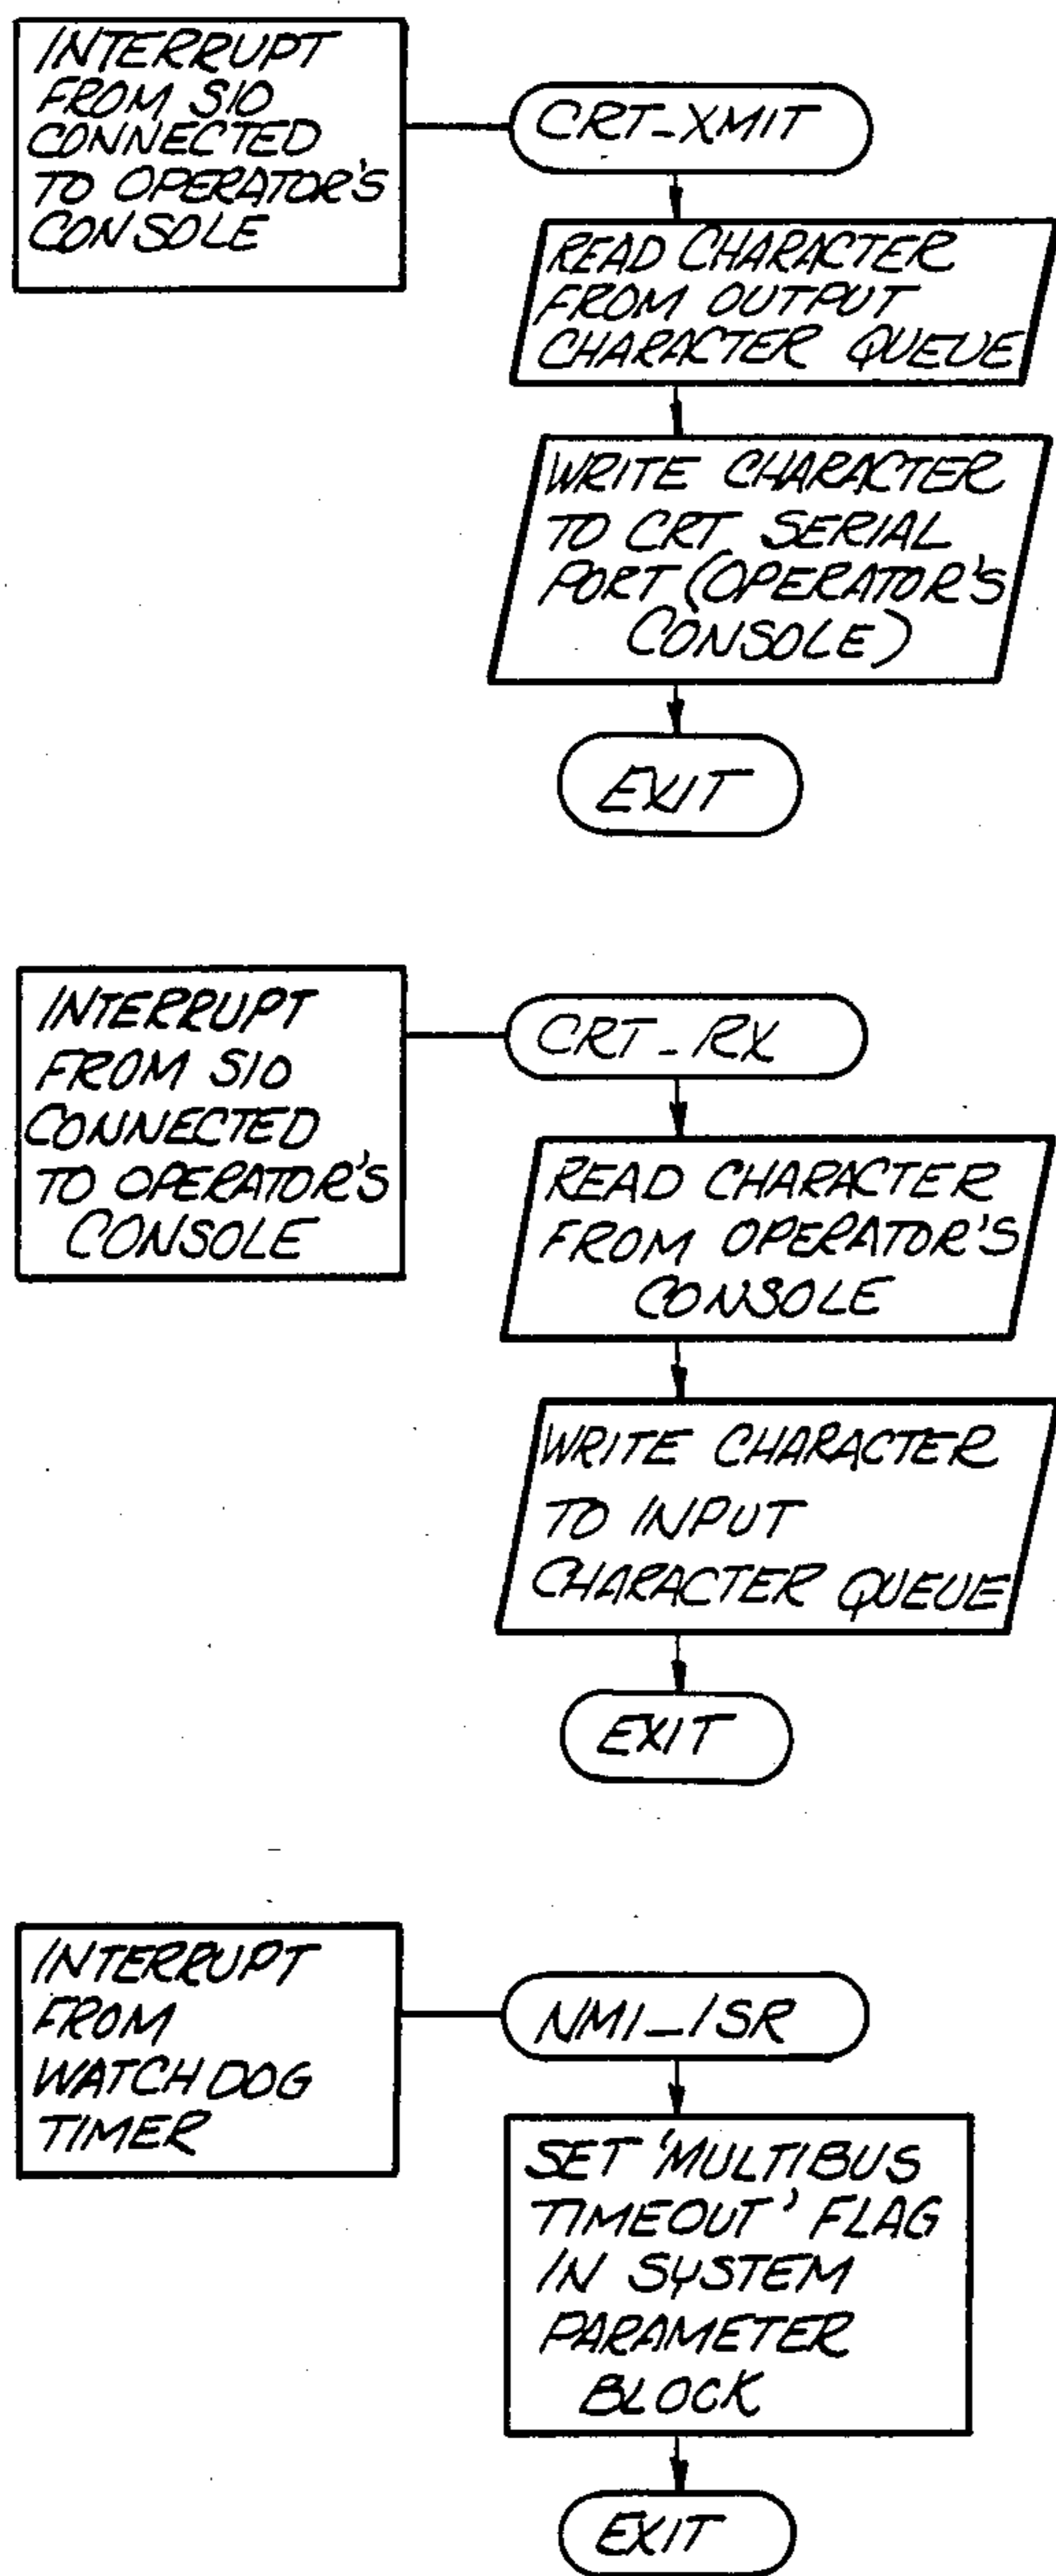 INTERRUPT
FROM SIO
CONNECTED
TO OPERATOR'S
CONSOLE
CRT_XMIT
READ CHARACTER
FROM OUTPUT
CHARACTER QUEUE
WRITE CHARACTER
TO CRT SERIAL
PORT (OPERATOR'S
CONSOLE)
EXIT
INTERRUPT
FROM SIO
CONNECTED
TO OPERATOR'S
CONSOLE
CRT_RX
READ CHARACTER
FROM OPERATOR'S
CONSOLE
WRITE CHARACTER
TO INPUT
CHARACTER QUEUE
EXIT
INTERRUPT
FROM
WATCHDOG
TIMER
NMI_ISR
SET 'MULTIBUS
TIMEOUT' FLAG
IN SYSTEM
PARAMETER
BLOCK
EXIT